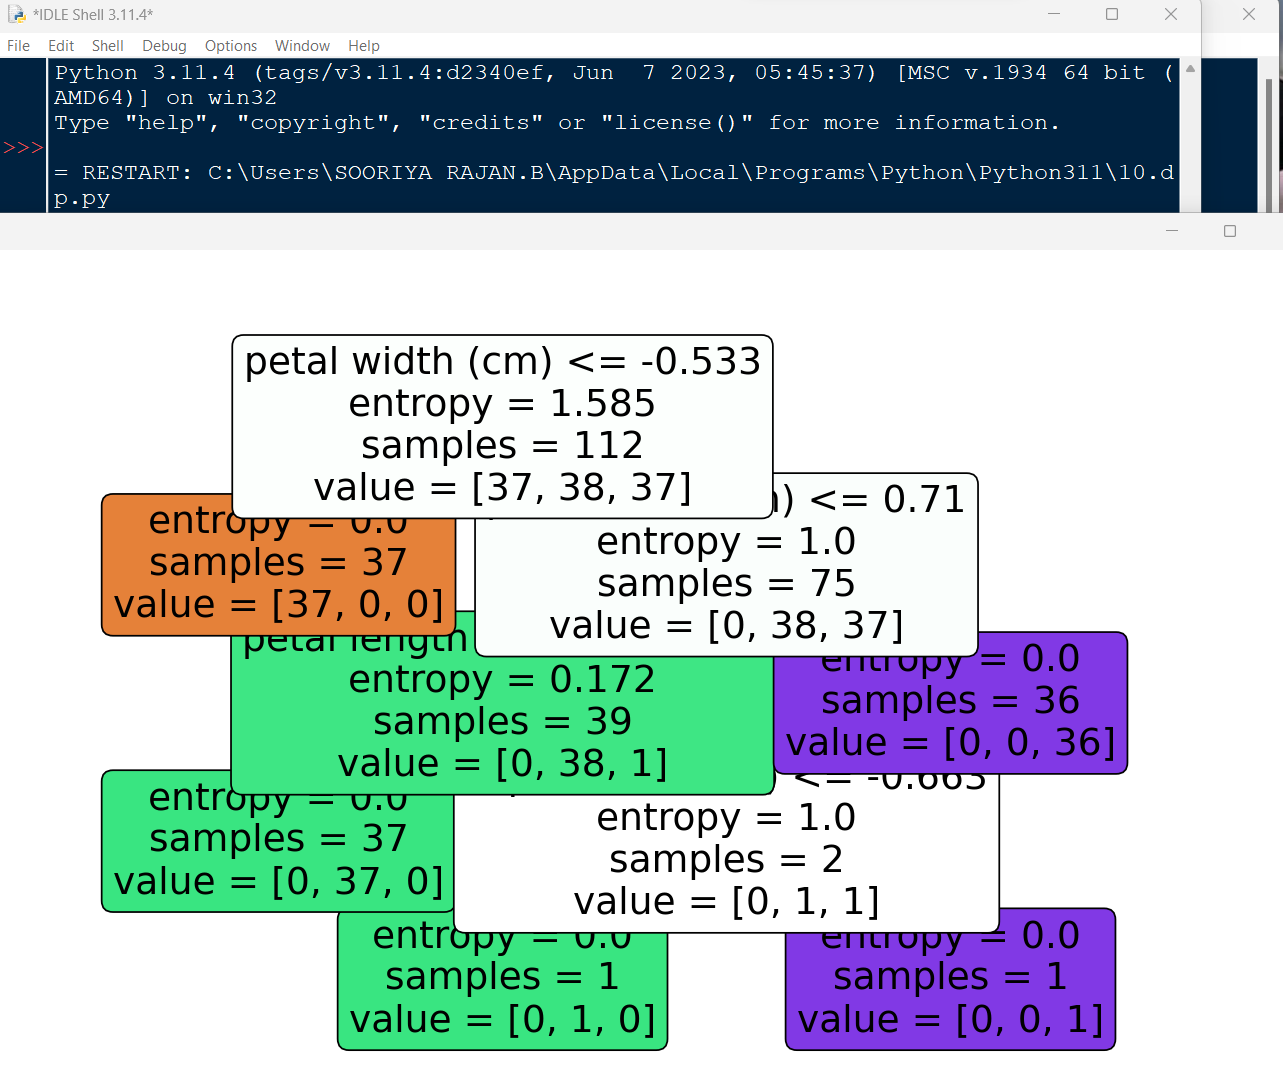 *IDLE Shell 3.11.4*
File Edit Shell Debug Options Window Help
Python 3.11.4 (tags/v3.11.4:d2340ef, Jun  7 2023, 05:45:37) [MSC v.1934 64 bit (
AMD64)] on win32
Type "help", "copyright", "credits" or "license()" for more information.
>>>
= RESTART: C:\Users\SOORIYA RAJAN.B\AppData\Local\Programs\Python\Python311\10.d
p.py
petal width (cm) <= -0.533
entropy = 1.585
samples = 112
value = [37, 38, 37]
entropy = 0.0
samples = 37
value = [37, 0, 0]
) <= 0.71
entropy = 1.0
samples = 75
value = [0, 38, 37]
petal length
entropy = 0.172
samples = 39
value = [0, 38, 1]
entropy = 0.0
samples = 36
value = [0, 0, 36]
entropy = 0.0
samples = 37
value = [0, 37, 0]
<= -0.663
entropy = 1.0
samples = 2
value = [0, 1, 1]
entropy = 0.0
samples = 1
value = [0, 1, 0]
entropy = 0.0
samples = 1
value = [0, 0, 1]